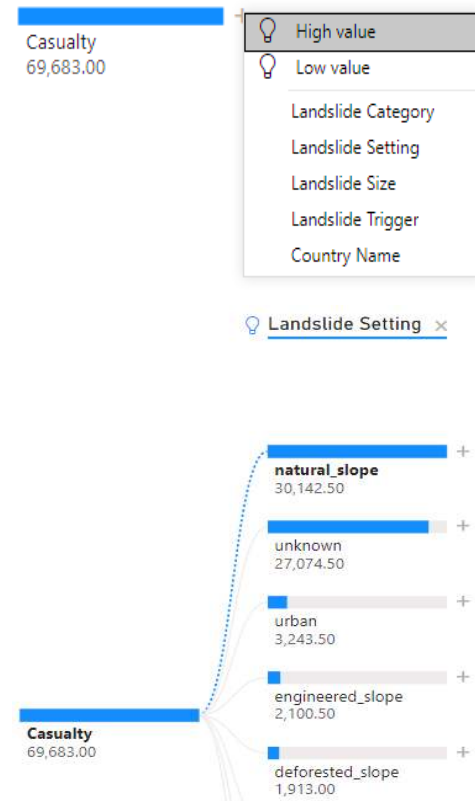 Casualty
69,683.00
High value
Low value
Landslide Category
Landslide Setting
Landslide Size
Landslide Trigger
Country Name
Landslide Setting
natural_slope
30,142.50
unknown
27,074.50
urban
3,243.50
engineered_slope
2,100.50
Casualty
69,683.00
deforested_slope
1,913.00